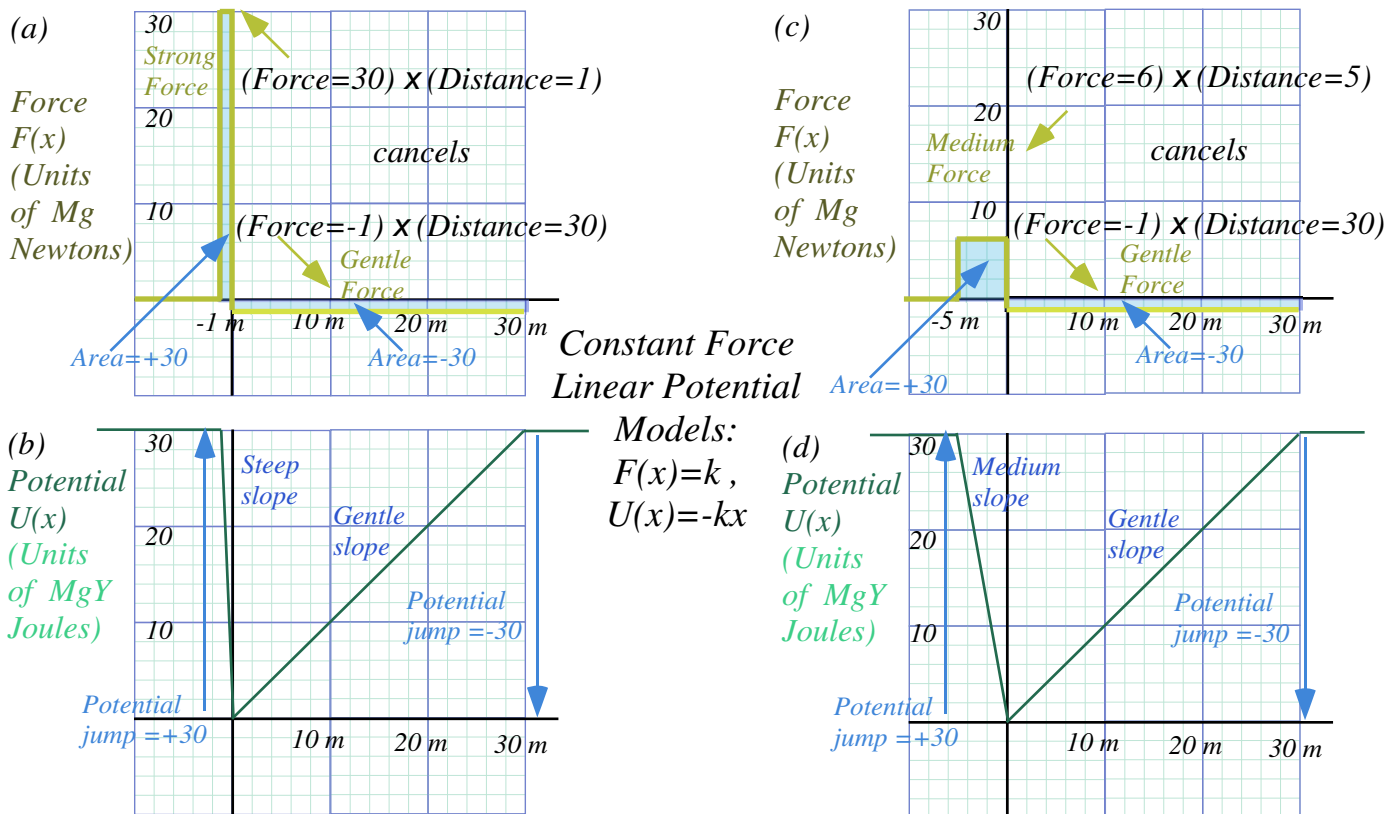 (a)
30
Strong
Force
(Force=30) x (Distance=1)
Force
F(x)
(Units
of Mg
Newtons)
20
cancels
10
(Force=-1) x (Distance=30)
Gentle
Force
-1 m
10 m
20 m
30 m
Area=+30
Area=-30
(c)
30
(Force=6) x (Distance=5)
Force
F(x)
(Units
of Mg
Newtons)
20
Medium
Force
cancels
10
(Force=-1) x (Distance=30)
Gentle
Force
-5 m
10 m
20 m
30 m
Area=+30
Area=-30
Constant Force
Linear Potential
Models:
F(x)=k ,
U(x)=-kx
(b)
Potential
U(x)
(Units
of MgY
Joules)
30
Steep
slope
20
Gentle
slope
10
Potential
jump =-30
Potential
jump =+30
10 m
20 m
30 m
(d)
Potential
U(x)
(Units
of MgY
Joules)
30
Medium
slope
20
Gentle
slope
10
Potential
jump =-30
Potential
jump =+30
10 m
20 m
30 m